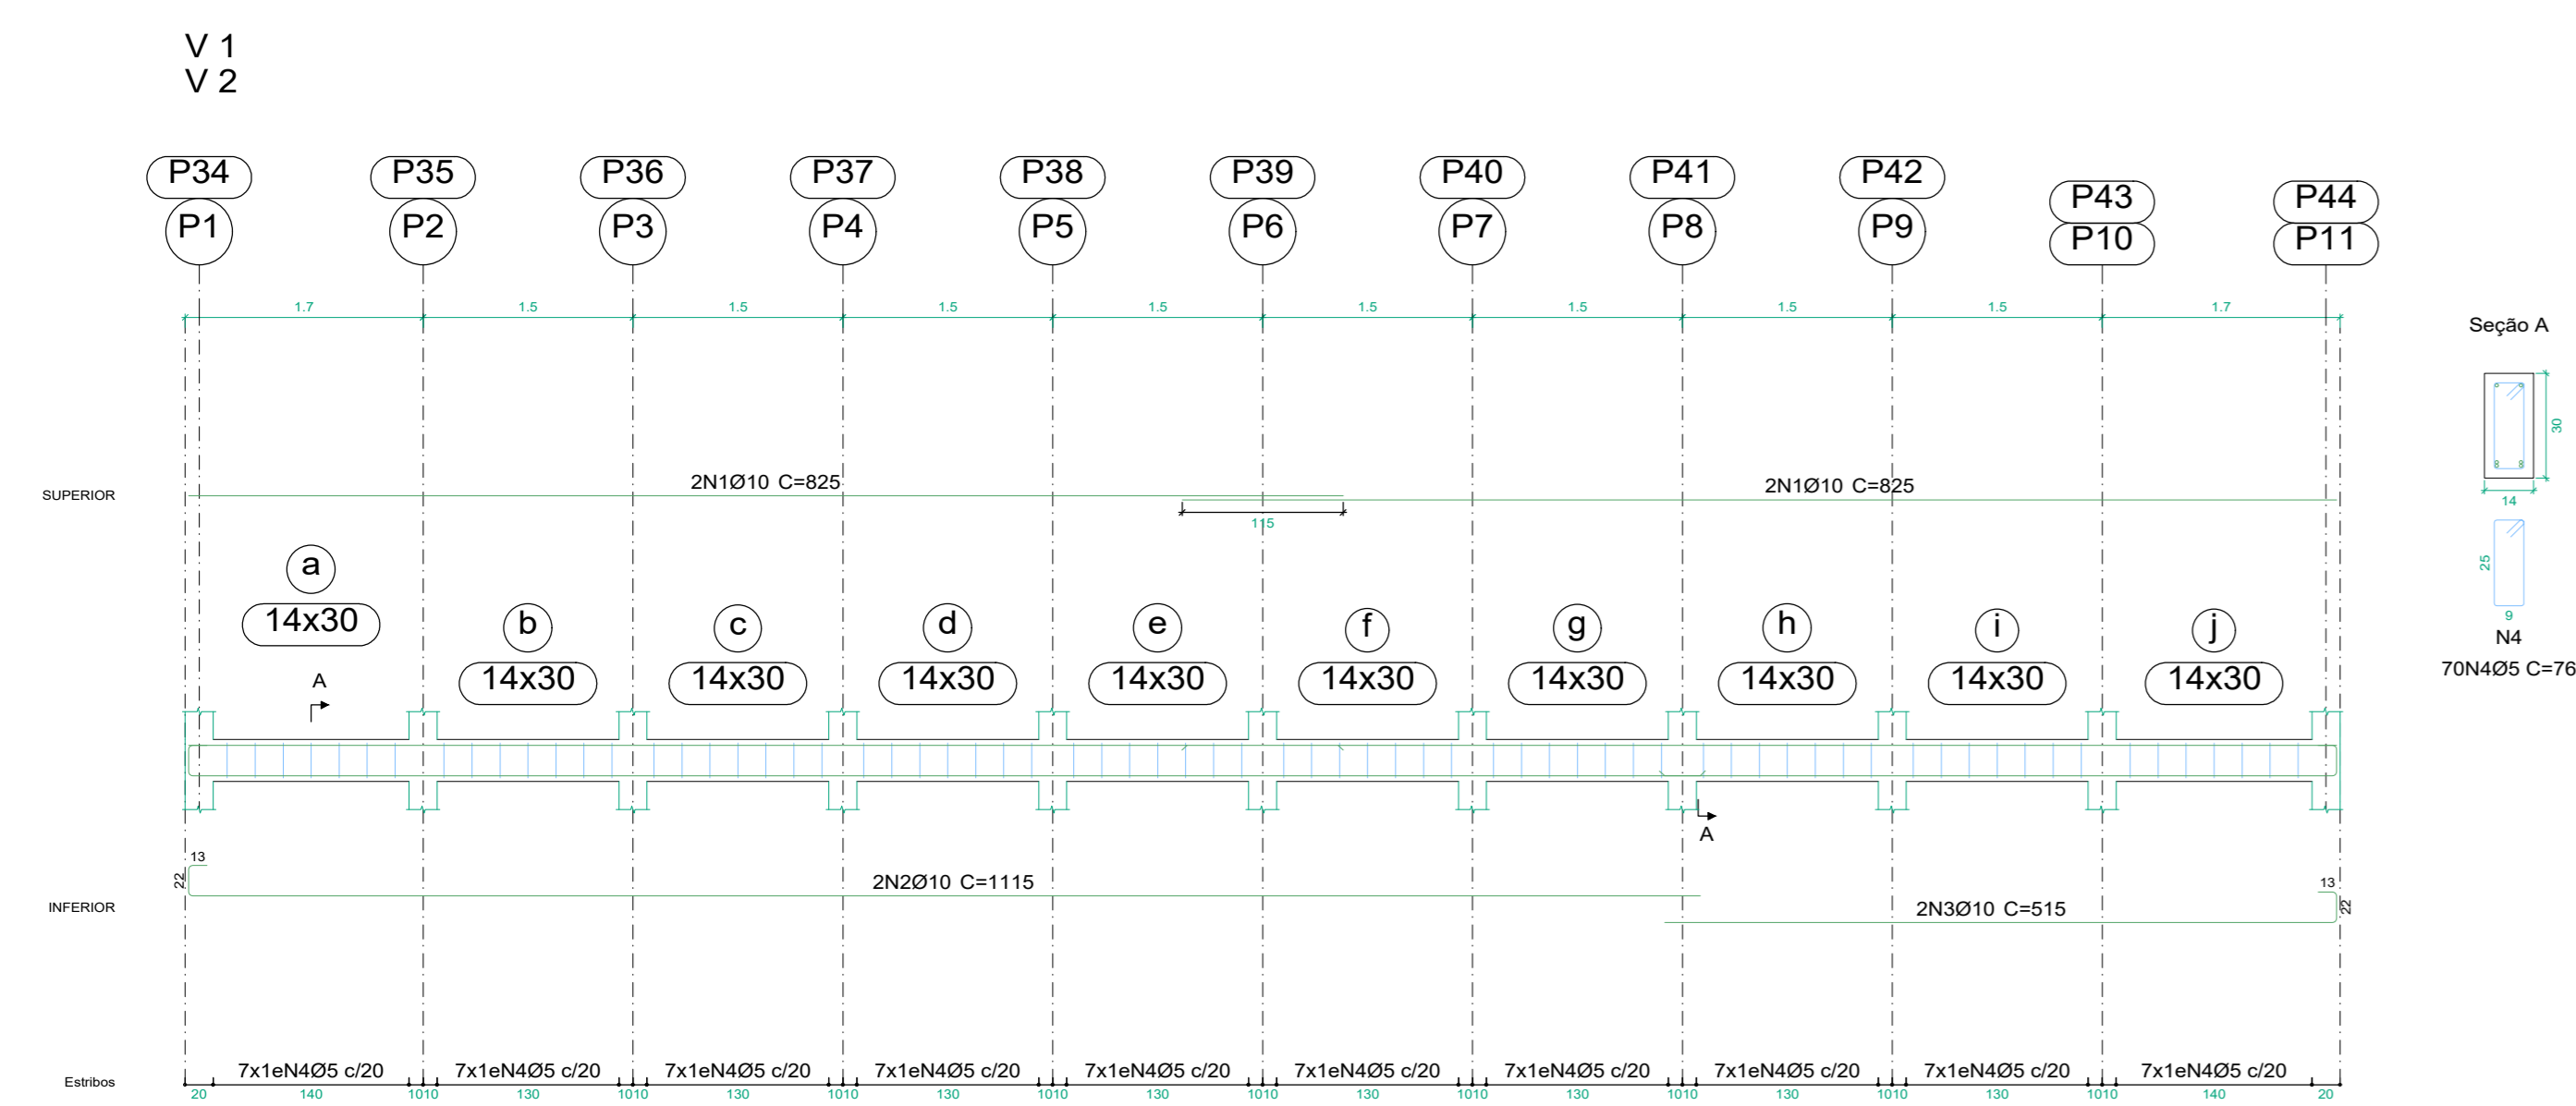 V 1
V 2
P34 P35 P36 P37 P38 P39 P40 P41 P42 P43 P44
P1 P2 P3 P4 P5 P6 P7 P8 P9 P10 P11
1.7 1.5 1.5 1.5 1.5 1.5 1.5 1.5 1.5 1.7
Seção A
30
14
SUPERIOR
2N1Ø10 C=825
2N1Ø10 C=825
115
a b c d e f g h i j
14x30 14x30 14x30 14x30 14x30 14x30 14x30 14x30 14x30 14x30
25
9
N4
70N4Ø5 C=76
A
A
INFERIOR
13
22
2N2Ø10 C=1115
2N3Ø10 C=515
13
22
Estribos
7x1eN4Ø5 c/20 7x1eN4Ø5 c/20 7x1eN4Ø5 c/20 7x1eN4Ø5 c/20 7x1eN4Ø5 c/20 7x1eN4Ø5 c/20 7x1eN4Ø5 c/20 7x1eN4Ø5 c/20 7x1eN4Ø5 c/20 7x1eN4Ø5 c/20
20 140 1010 130 1010 130 1010 130 1010 130 1010 130 1010 130 1010 130 1010 130 1010 140 20